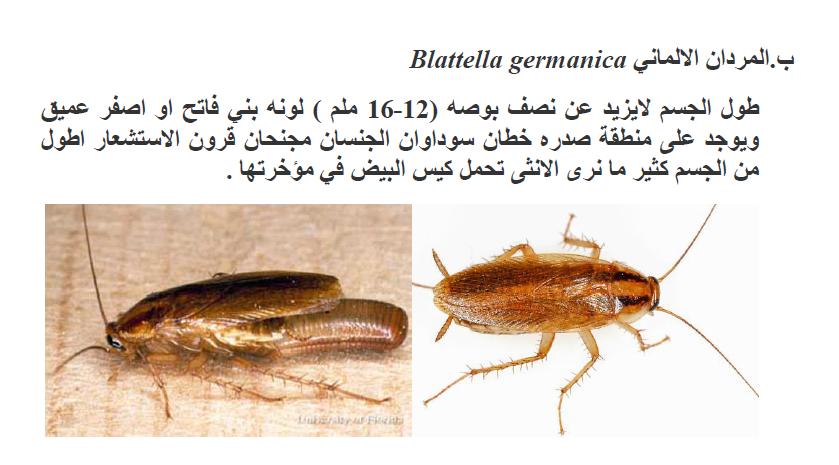 ب.المردان الالماني Blattella germanica
طول الجسم لايزيد عن نصف بوصه (12-16 ملم ) لونه بني فاتح او اصفر عميق
ويوجد على منطقة صدره خطان سوداوان الجنسان مجنحان قرون الاستشعار اطول
من الجسم كثير ما نرى الانثى تحمل كيس البيض في مؤخرتها .
University of Florida